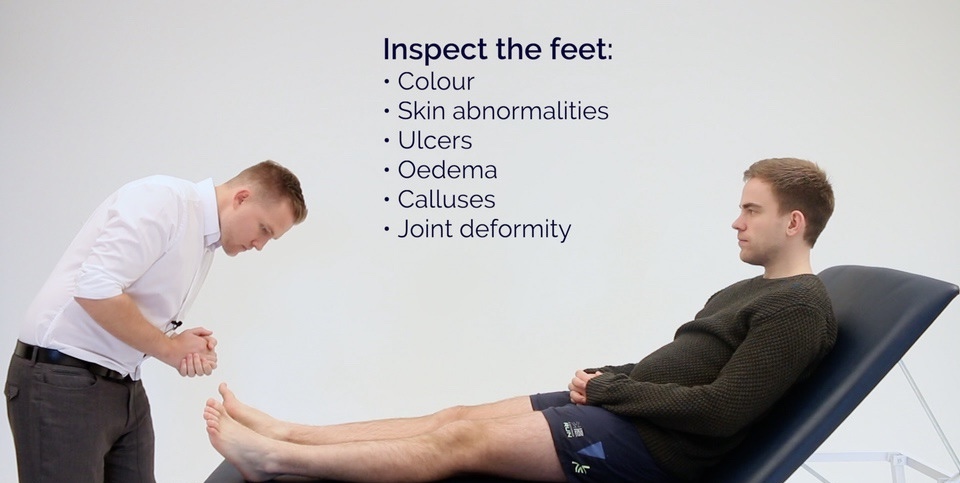 Inspect the feet:
• Colour
• Skin abnormalities
• Ulcers
• Oedema
• Calluses
• Joint deformity